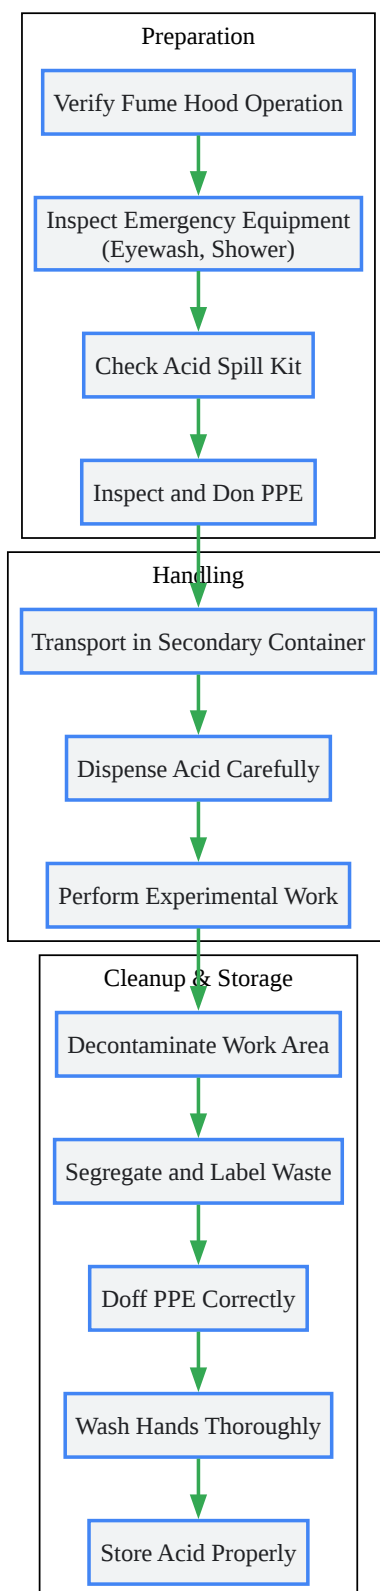 Preparation
Verify Fume Hood Operation
Inspect Emergency Equipment
(Eyewash, Shower)
Check Acid Spill Kit
Inspect and Don PPE
Handling
Transport in Secondary Container
Dispense Acid Carefully
Perform Experimental Work
Cleanup & Storage
Decontaminate Work Area
Segregate and Label Waste
Doff PPE Correctly
Wash Hands Thoroughly
Store Acid Properly